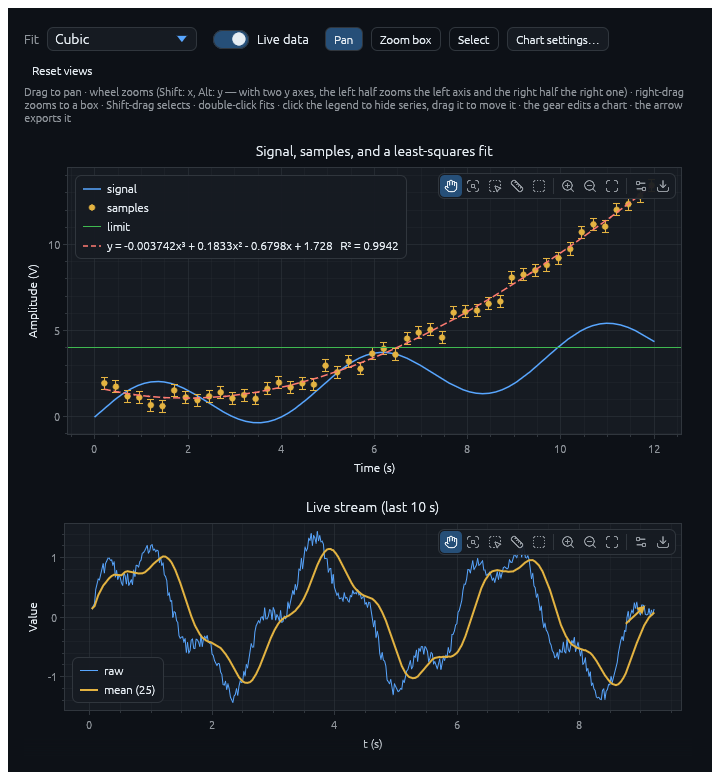 Fit Cubic Live data Pan Zoom box Select Chart settings...
Reset views
Drag to pan · wheel zooms (Shift: x, Alt: y — with two y axes, the left half zooms the left axis and the right half the right one) · right-drag
zooms to a box · Shift-drag selects · double-click fits · click the legend to hide series, drag it to move it · the gear edits a chart · the arrow
exports it
Signal, samples, and a least-squares fit
signal
samples
limit
y = -0.003742x³ + 0.1833x² - 0.6798x + 1.728 R² = 0.9942
10
5
0
Amplitude (V)
0 2 4 6 8 10 12
Time (s)
Live stream (last 10 s)
1
0
-1
Value
raw
mean (25)
0 2 4 6 8
t (s)